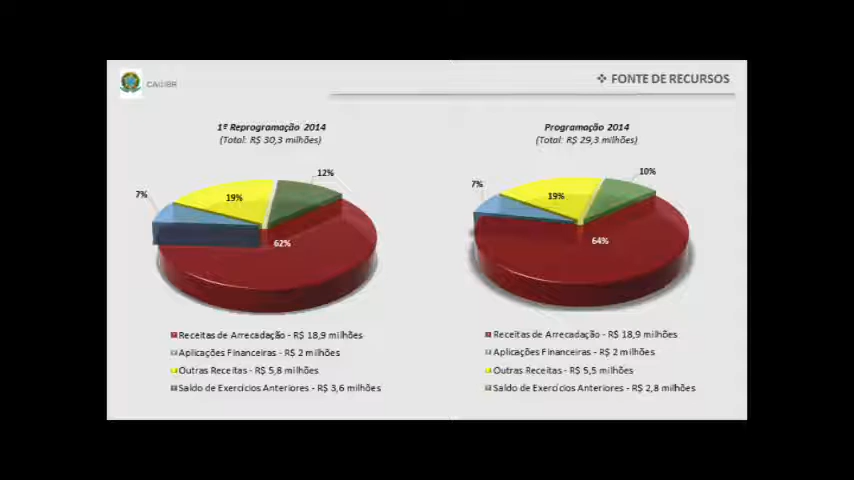 CAU/BR
❖ FONTE DE RECURSOS
1ª Reprogramação 2014
(Total: R$ 30,3 milhões)
12%
7%
19%
62%
Receitas de Arrecadação - R$ 18,9 milhões
Aplicações Financeiras - R$ 2 milhões
Outras Receitas - R$ 5,8 milhões
Saldo de Exercícios Anteriores - R$ 3,6 milhões
Programação 2014
(Total: R$ 29,3 milhões)
10%
7%
19%
64%
Receitas de Arrecadação - R$ 18,9 milhões
Aplicações Financeiras - R$ 2 milhões
Outras Receitas - R$ 5,5 milhões
Saldo de Exercícios Anteriores - R$ 2,8 milhões